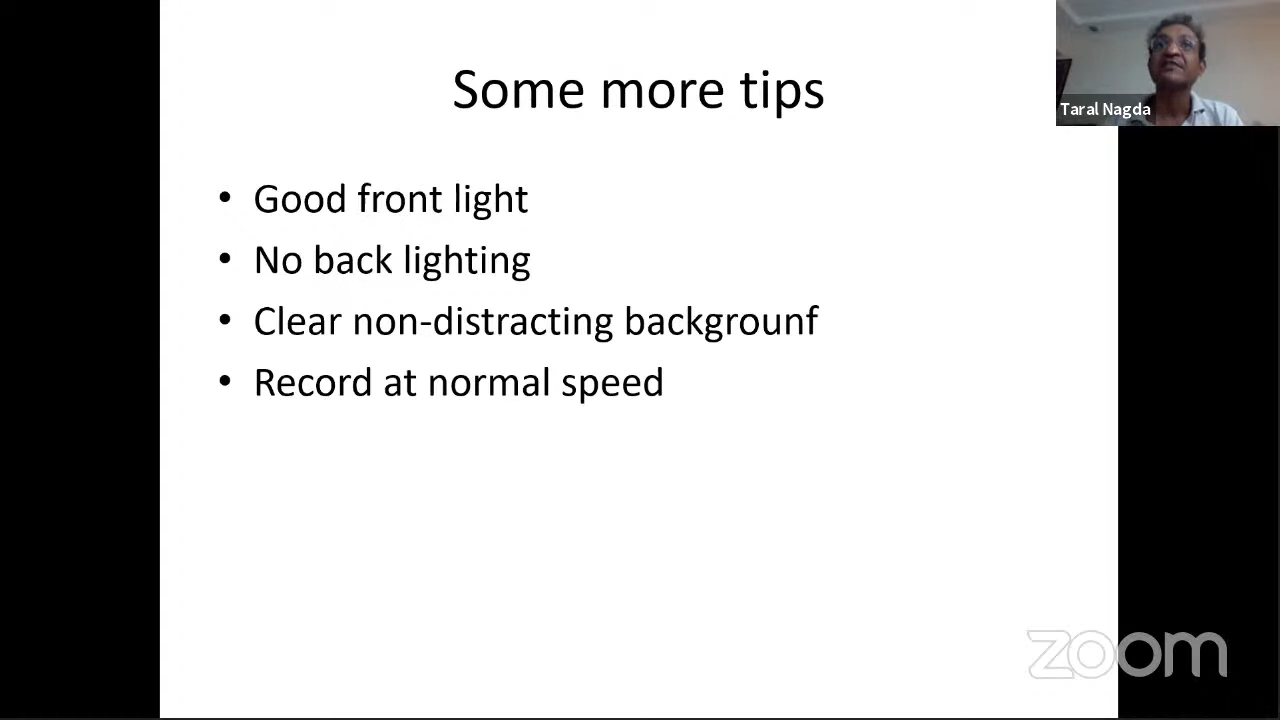 Some more tips
Taral Nagda
• Good front light
• No back lighting
• Clear non-distracting backgrounf
• Record at normal speed
zoom